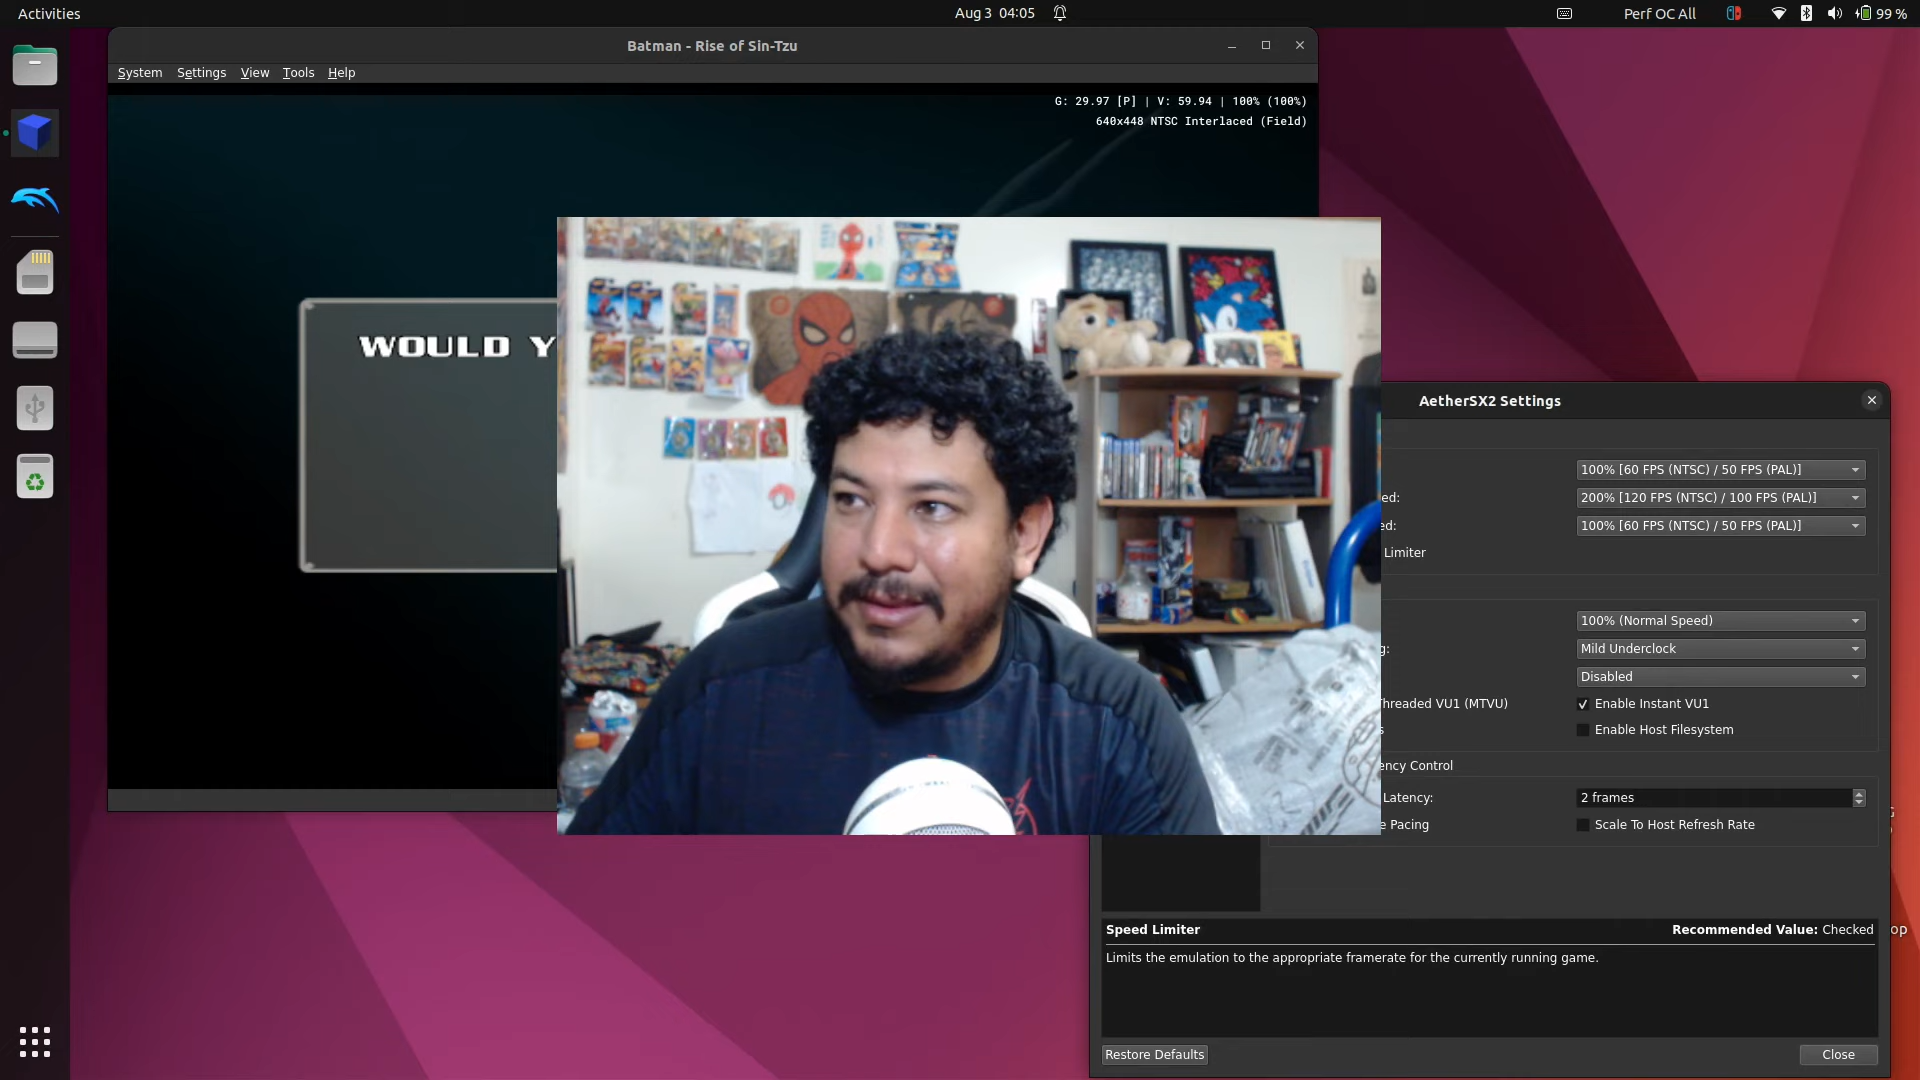 Activities
Aug 3 04:05
Perf OC All
99 %
Batman - Rise of Sin-Tzu
System Settings View Tools Help
G: 29.97 [P] | V: 59.94 | 100% (100%)
640x448 NTSC Interlaced (Field)
WOULD Y
AetherSX2 Settings
100% [60 FPS (NTSC) / 50 FPS (PAL)]
ed: 200% [120 FPS (NTSC) / 100 FPS (PAL)]
ed: 100% [60 FPS (NTSC) / 50 FPS (PAL)]
Limiter
100% (Normal Speed)
g: Mild Underclock
Disabled
hreaded VU1 (MTVU) Enable Instant VU1
s Enable Host Filesystem
ency Control
Latency: 2 frames
e Pacing Scale To Host Refresh Rate
Speed Limiter Recommended Value: Checked
op
Limits the emulation to the appropriate framerate for the currently running game.
Restore Defaults Close